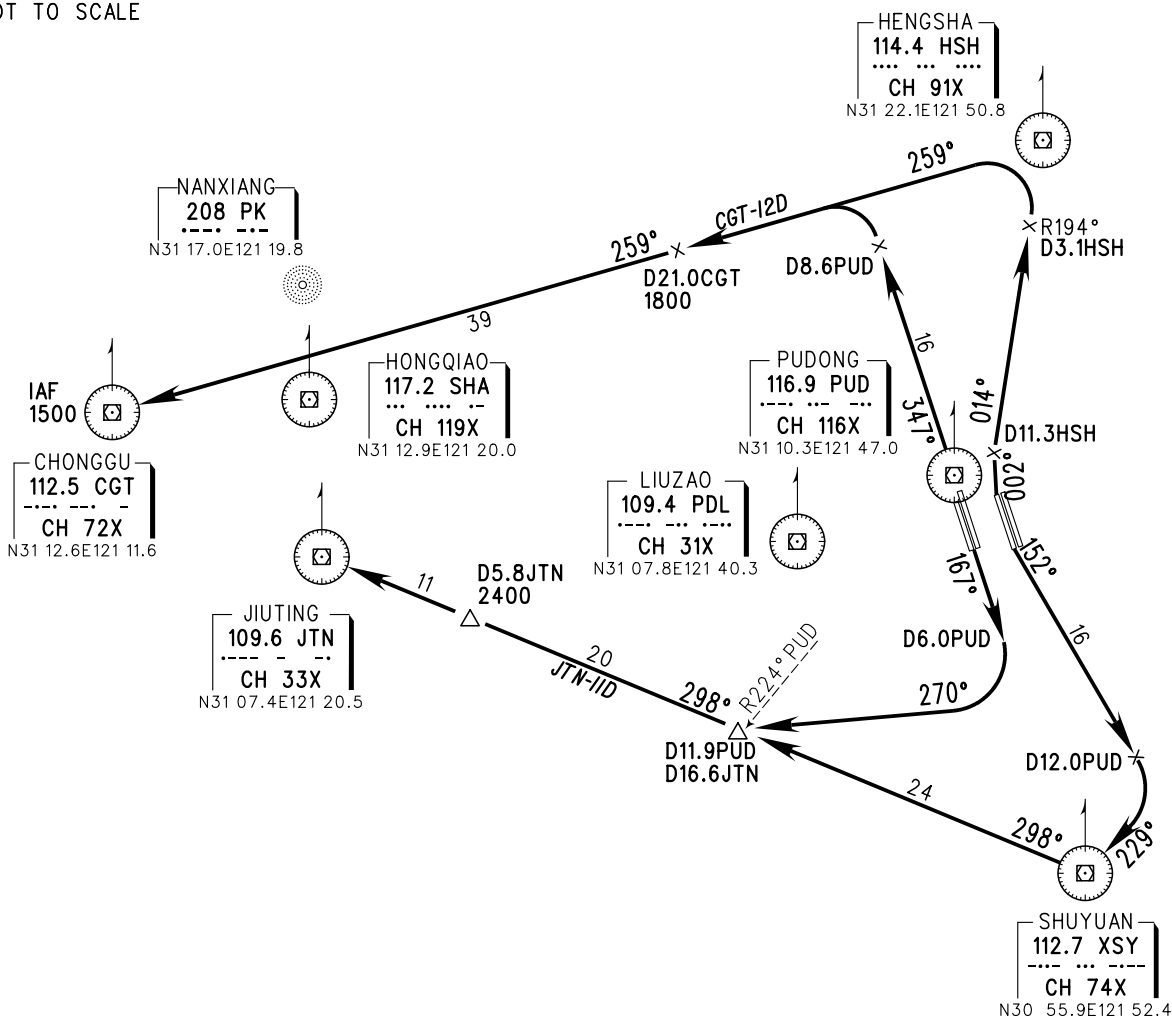 OT TO SCALE
HENGSHA
114.4 HSH
•••• ••• ••••
CH 91X
N31 22.1E121 50.8
259°
NANXIANG
208 PK
•--• -•-
N31 17.0E121 19.8
CGT-12D
R194°
D3.1HSH
259°
D21.0CGT
1800
D8.6PUD
39
16
347°
014°
HONGQIAO
117.2 SHA
••• •••• •-
CH 119X
N31 12.9E121 20.0
PUDONG
116.9 PUD
•--• ••- -••
CH 116X
N31 10.3E121 47.0
IAF
1500
D11.3HSH
002°
CHONGGU
112.5 CGT
-•-• --• -
CH 72X
N31 12.6E121 11.6
LIUZAO
109.4 PDL
•--• -•• •-••
CH 31X
N31 07.8E121 40.3
152°
167°
11
D5.8JTN
2400
JIUTING
109.6 JTN
•--- - -•
CH 33X
N31 07.4E121 20.5
16
D6.0PUD
20
JTN-11D
R224° PUD
298°
270°
D11.9PUD
D16.6JTN
D12.0PUD
24
298°
229°
SHUYUAN
112.7 XSY
-••- ••• -•--
CH 74X
N30 55.9E121 52.4